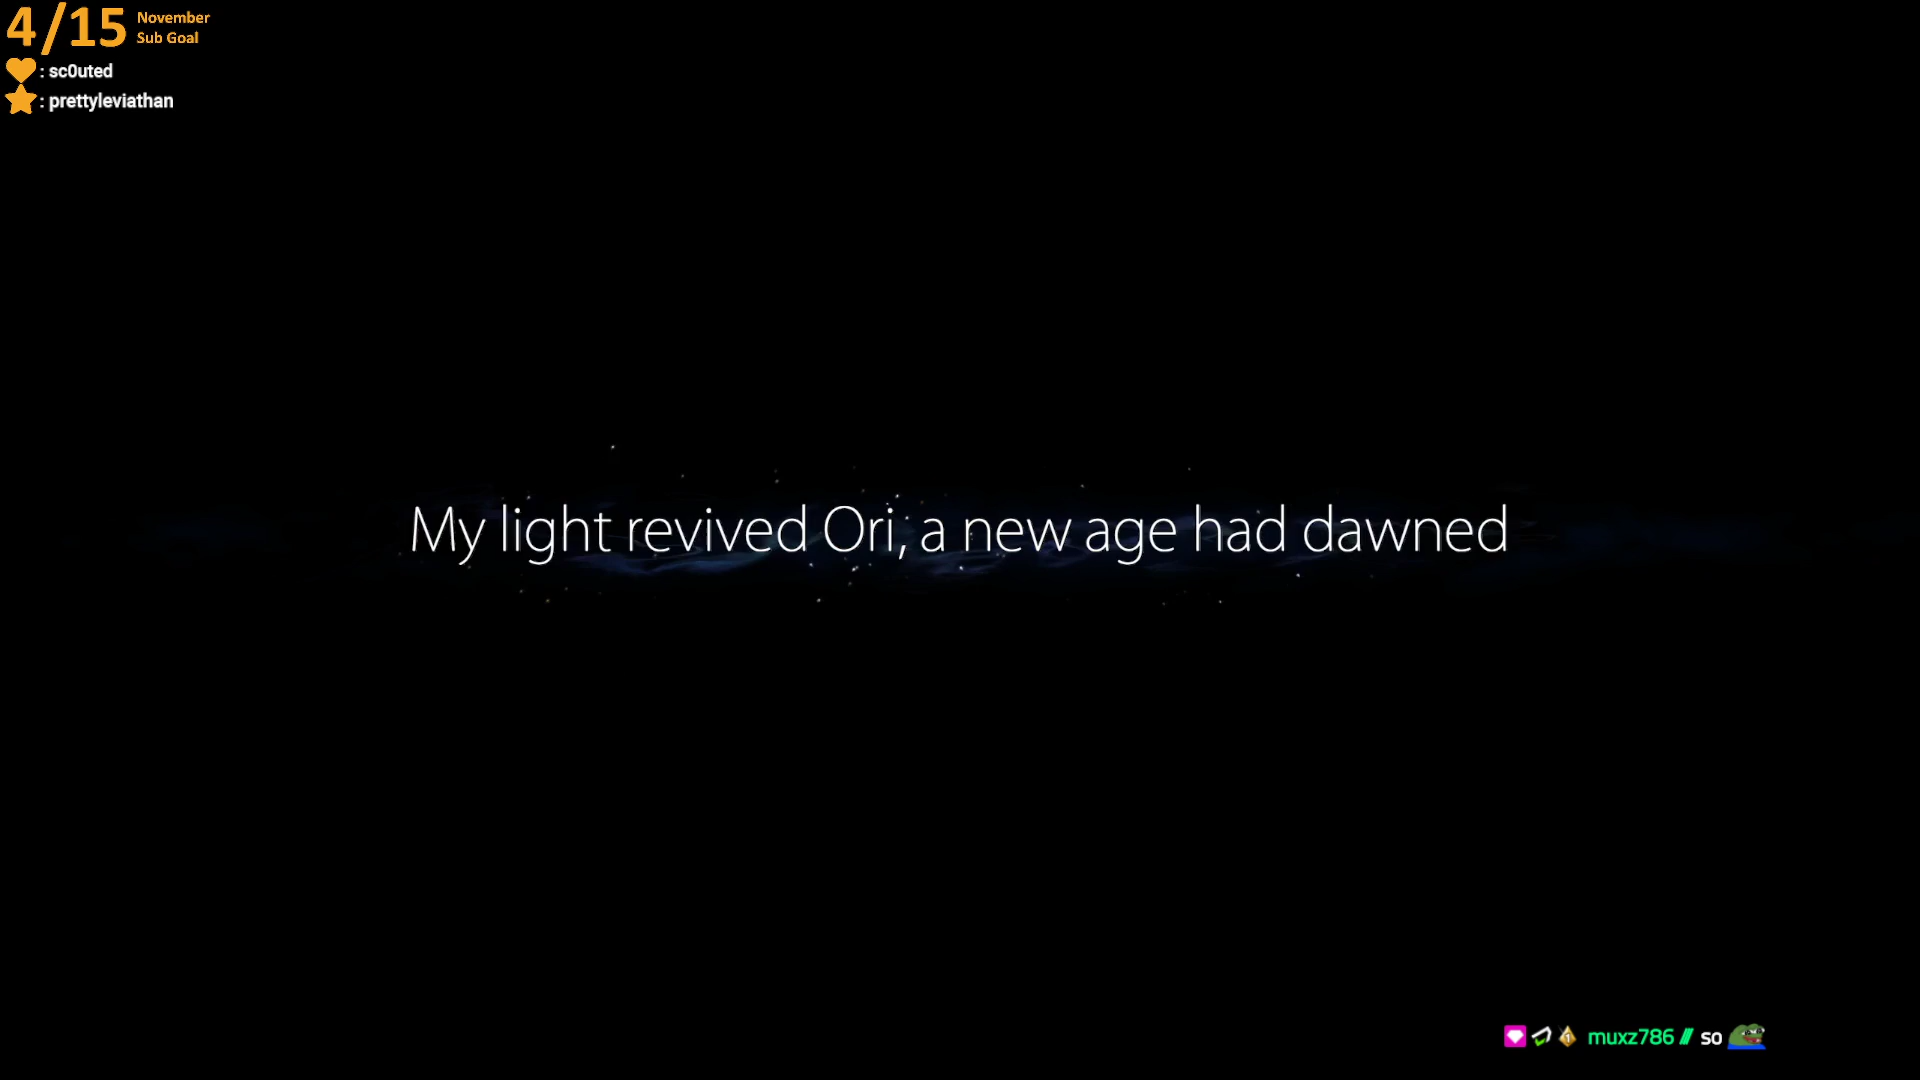 4/15 November
Sub Goal
: sc0uted
: prettyleviathan
My light revived Ori, a new age had dawned
muxz786 // so